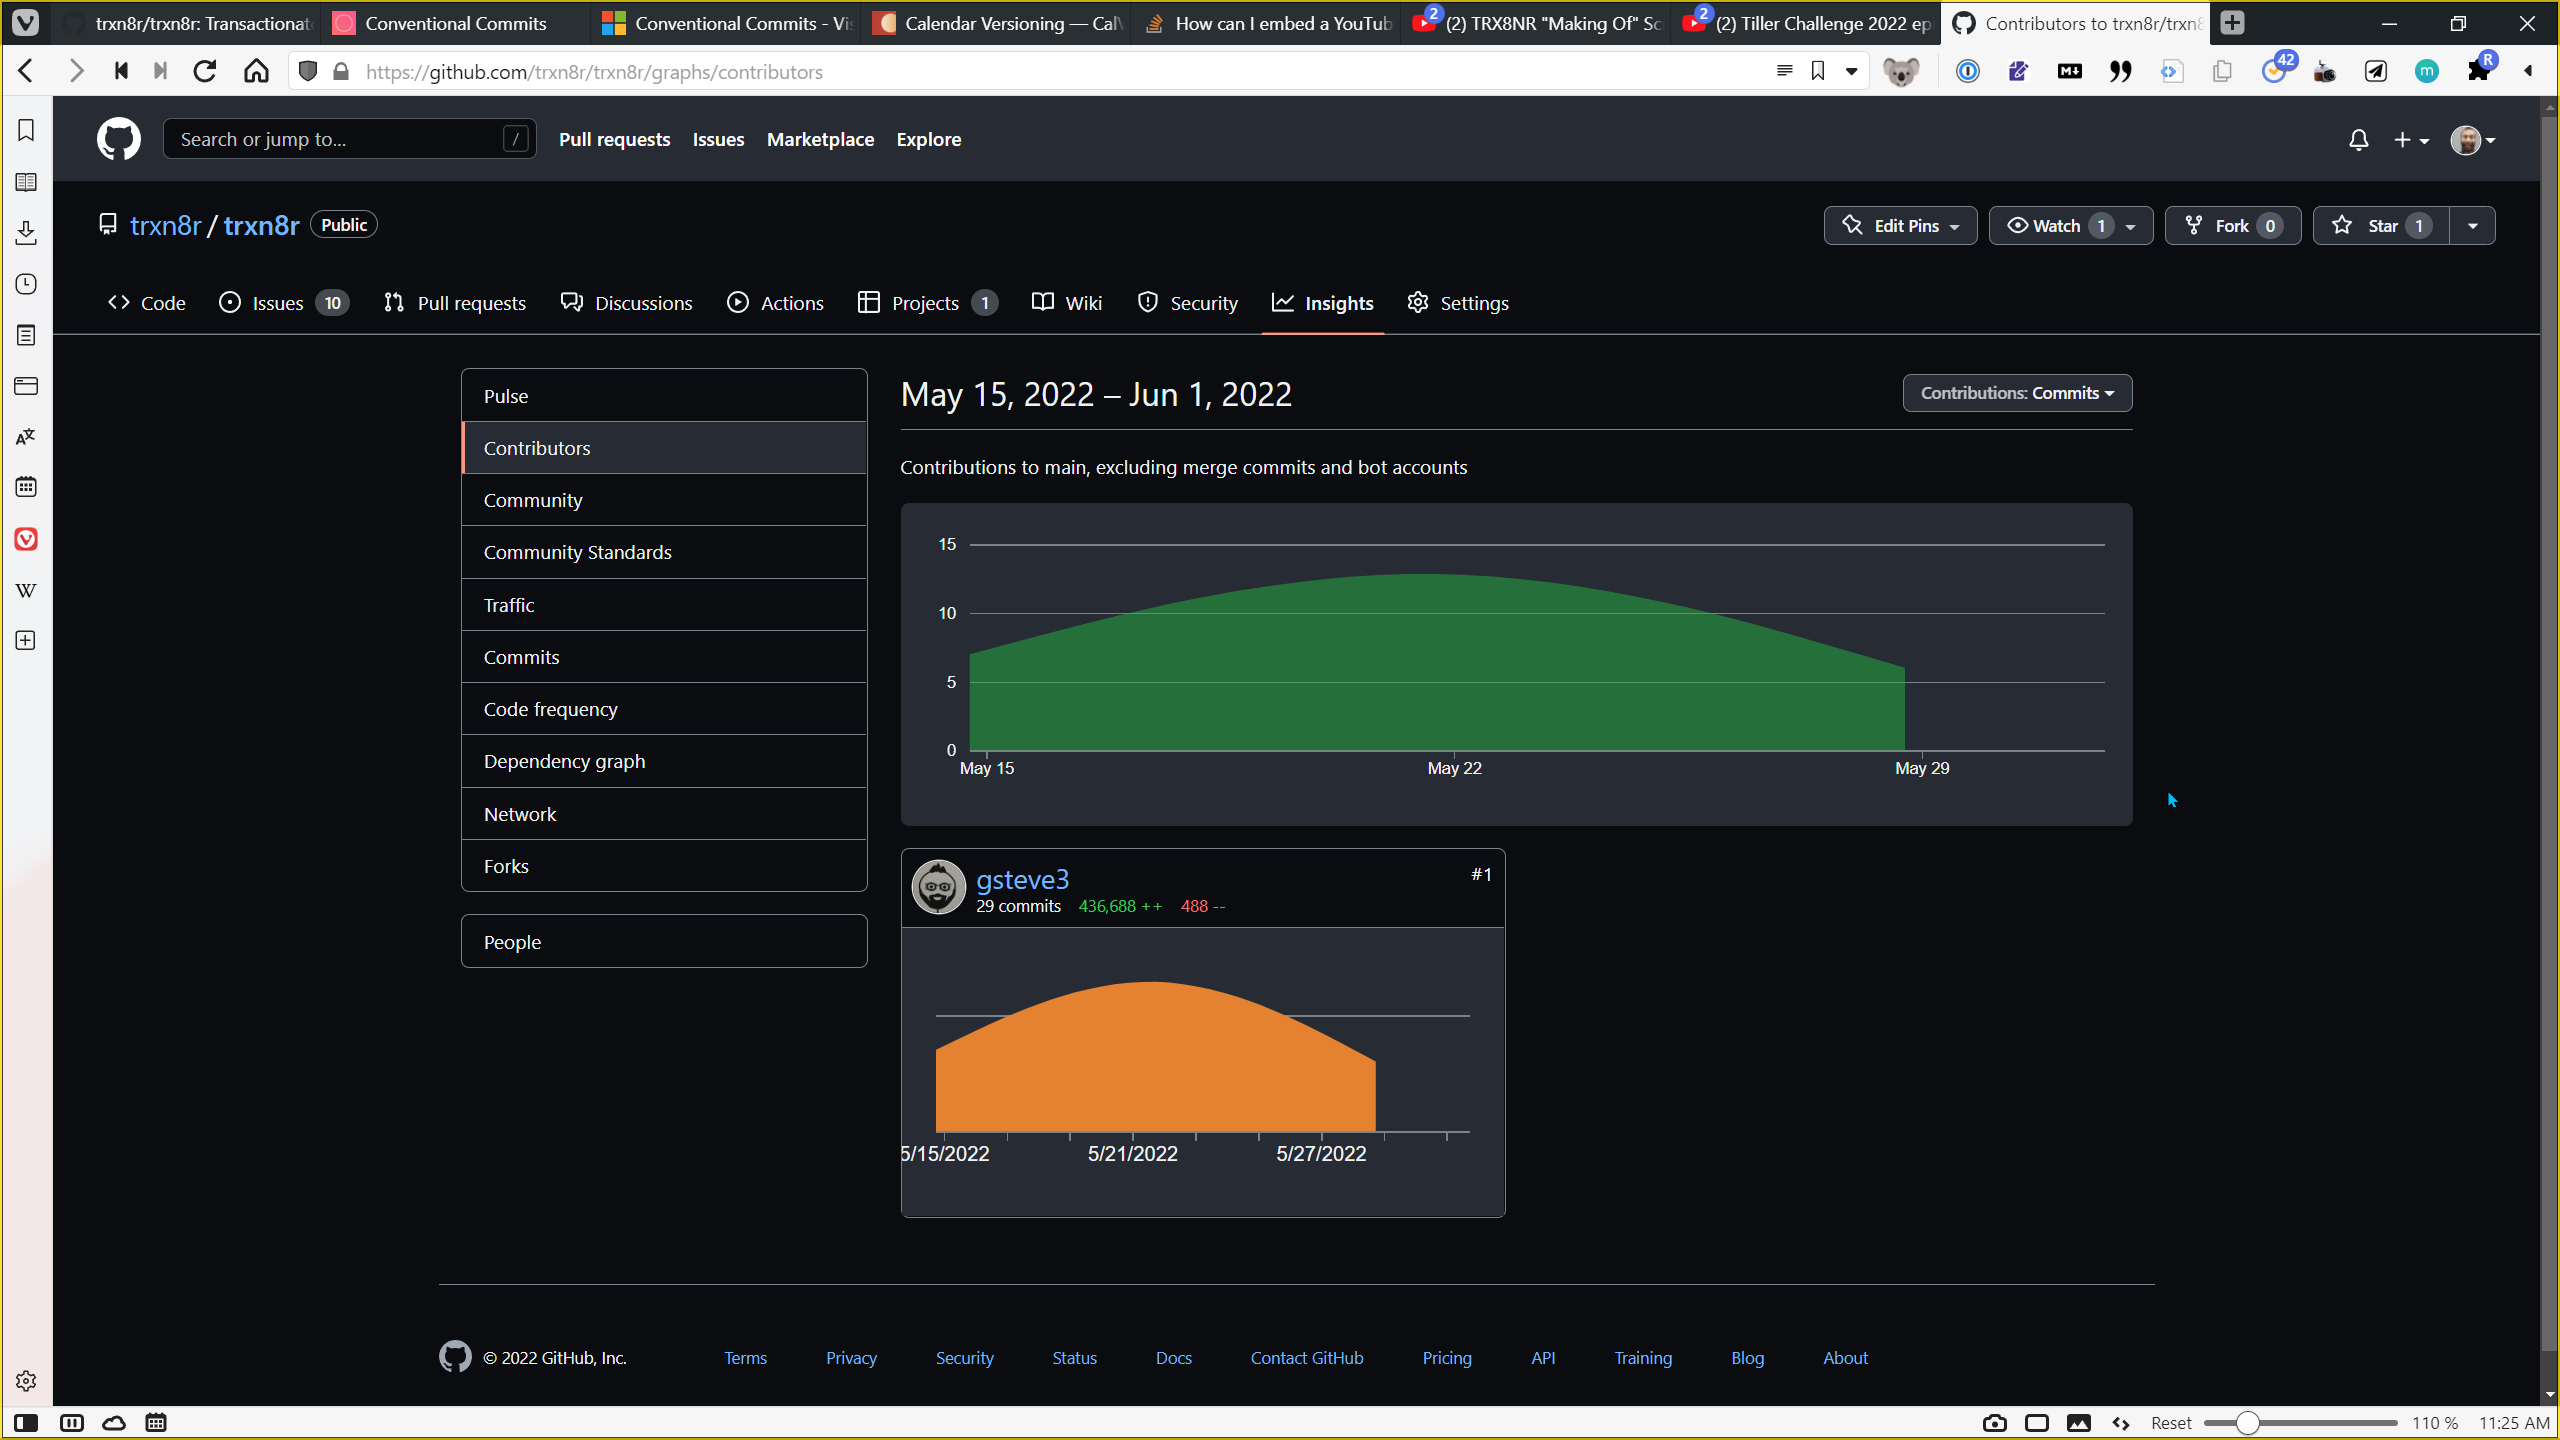 trxn8r/trxn8r: Transactionat
Conventional Commits
Conventional Commits - Vis
Calendar Versioning — CalV
How can I embed a YouTub
2
(2) TRX8NR "Making Of" Sc
2
(2) Tiller Challenge 2022 ep
Contributors to trxn8r/trxn8
https://github.com/trxn8r/trxn8r/graphs/contributors
M
42
m
R
Search or jump to...
/
Pull requests
Issues
Marketplace
Explore
trxn8r / trxn8r
Public
Edit Pins
Watch 1
Fork 0
Star 1
Code
Issues 10
Pull requests
Discussions
Actions
Projects 1
Wiki
Security
Insights
Settings
Pulse
Contributors
Community
Community Standards
Traffic
Commits
Code frequency
Dependency graph
Network
Forks
People
May 15, 2022 – Jun 1, 2022
Contributions: Commits
Contributions to main, excluding merge commits and bot accounts
15
10
5
0
May 15
May 22
May 29
gsteve3
#1
29 commits 436,688 ++ 488 --
5/15/2022
5/21/2022
5/27/2022
© 2022 GitHub, Inc.
Terms
Privacy
Security
Status
Docs
Contact GitHub
Pricing
API
Training
Blog
About
W
Reset
110 %
11:25 AM